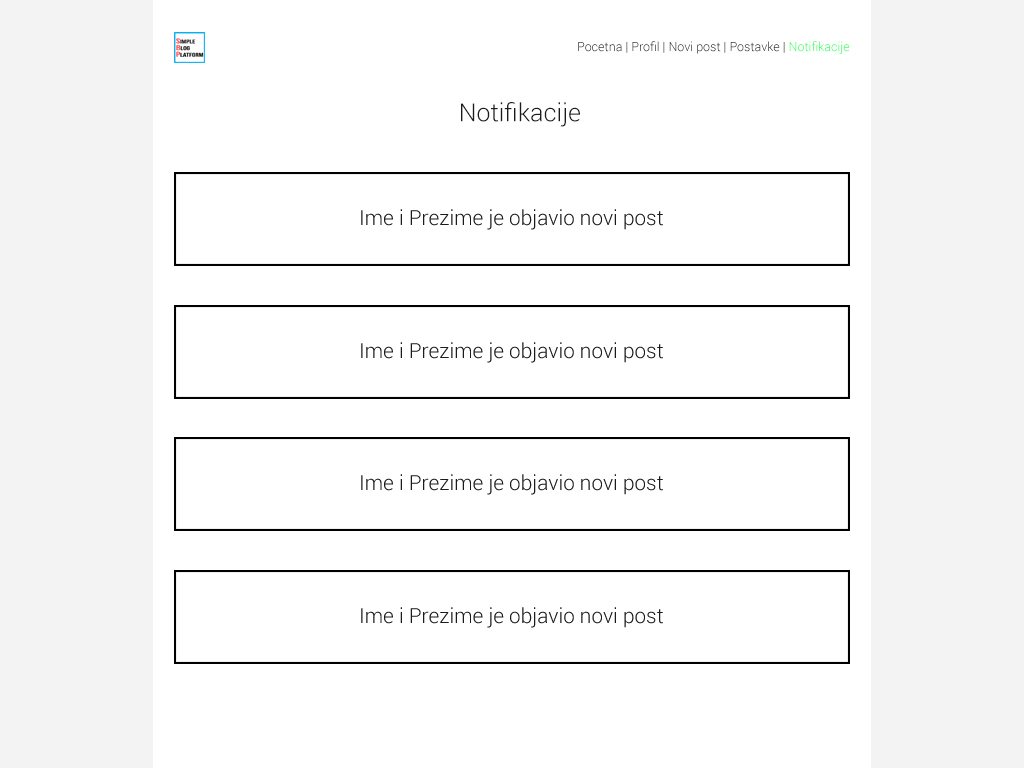 SIMPLE
BLOG
PLATFORM
Pocetna | Profil | Novi post | Postavke | Notifikacije
Notifikacije
Ime i Prezime je objavio novi post
Ime i Prezime je objavio novi post
Ime i Prezime je objavio novi post
Ime i Prezime je objavio novi post